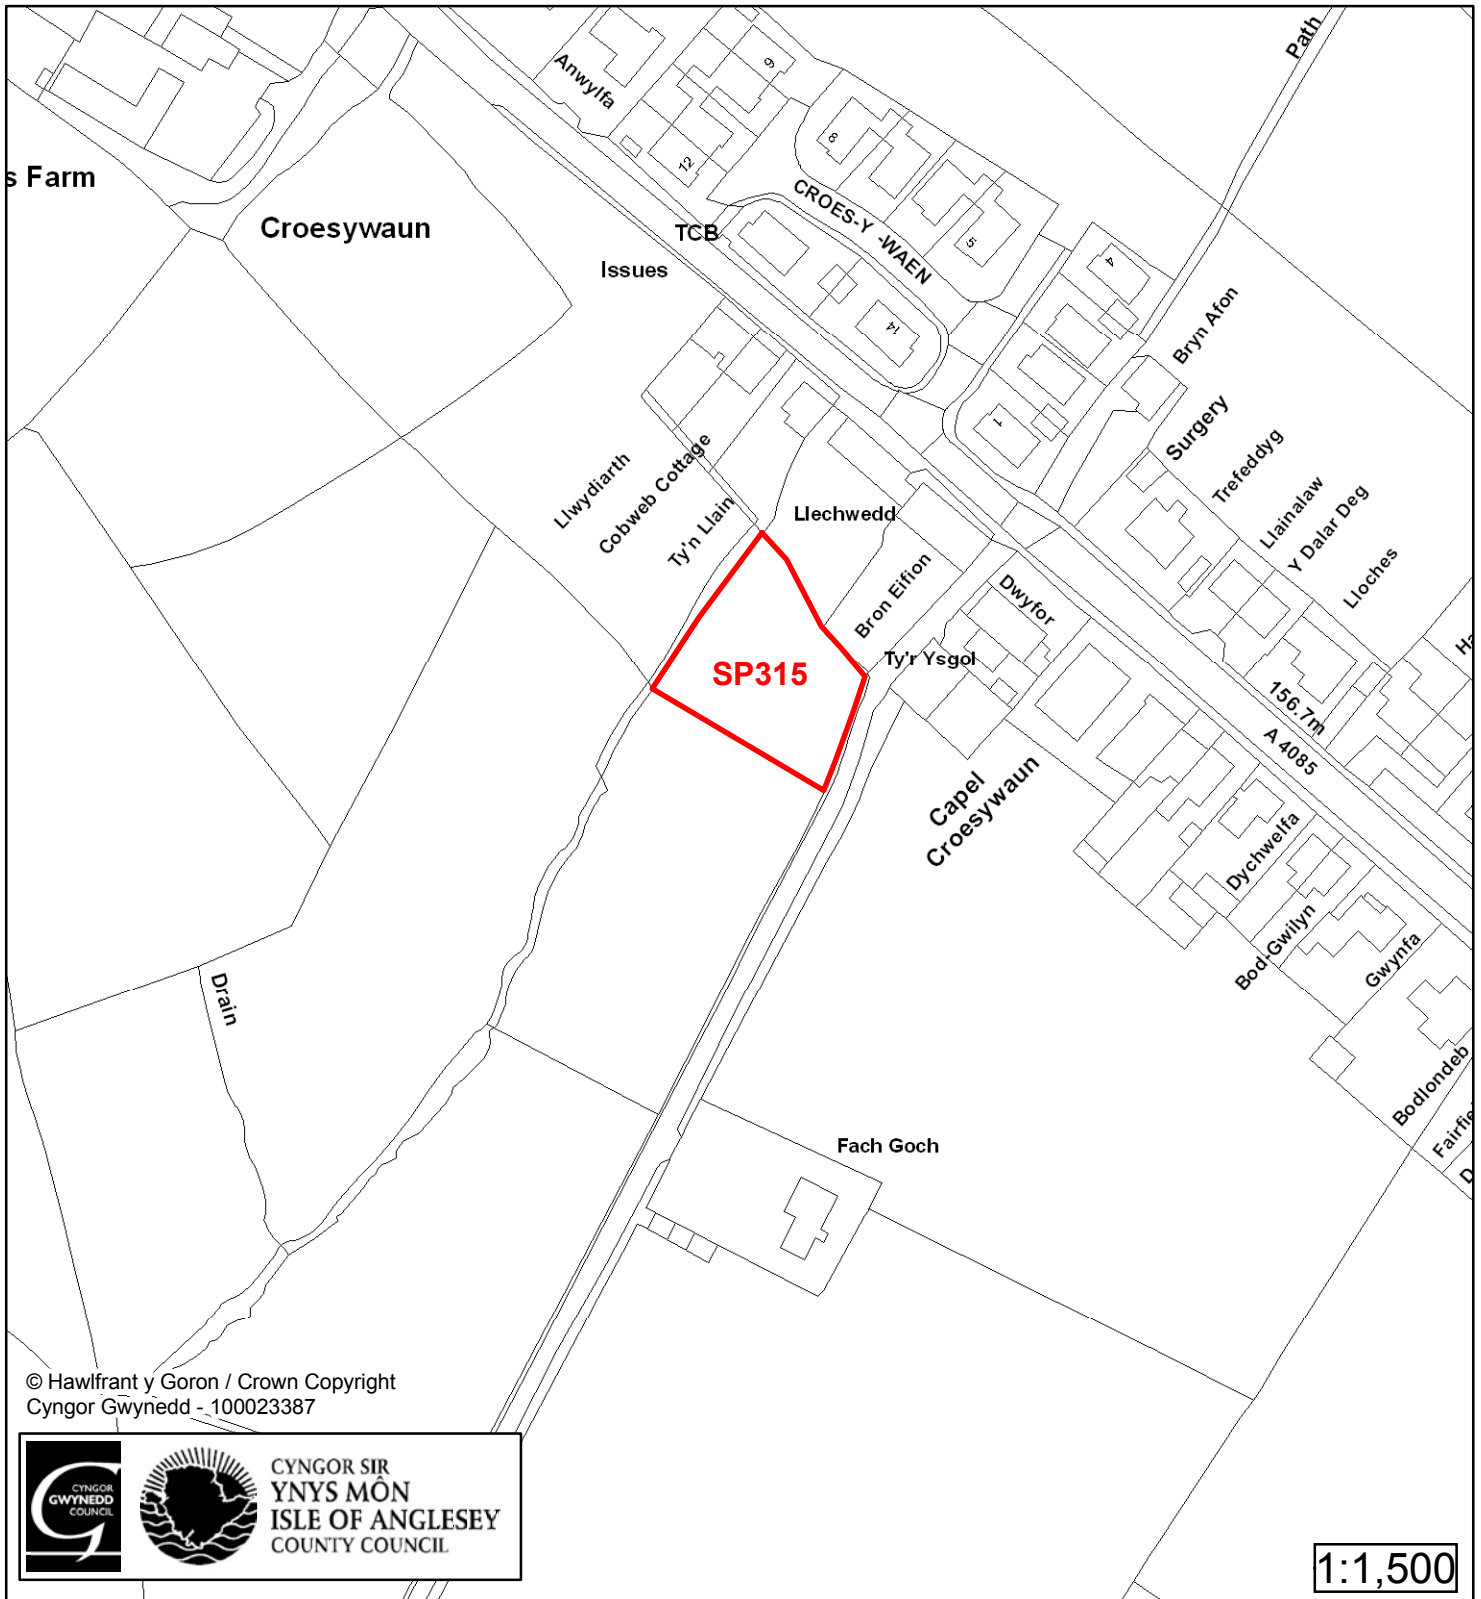 Path
Anwylfa
9
8
12
s Farm
CROES-Y -WAEN
Croesywaun
TCB
5
Issues
4
14
Bryn Afon
1
Surgery
Trefeddyg
Llwydiarth
Cobweb Cottage
Ty'n Llain
Llechwedd
Llainalaw
Y Dalar Deg
Lloches
Bron Eifion
Dwyfor
Ty'r Ysgol
SP315
156.7m
A 4085
Capel
Croesywaun
Dychwelfa
Bod-Gwilyn
Gwynfa
Drain
Bodlondeb
Fach Goch
© Hawlfrant y Goron / Crown Copyright
Cyngor Gwynedd - 100023387
CYNGOR
GWYNEDD
COUNCIL
CYNGOR SIR
YNYS MÔN
ISLE OF ANGLESEY
COUNTY COUNCIL
1:1,500